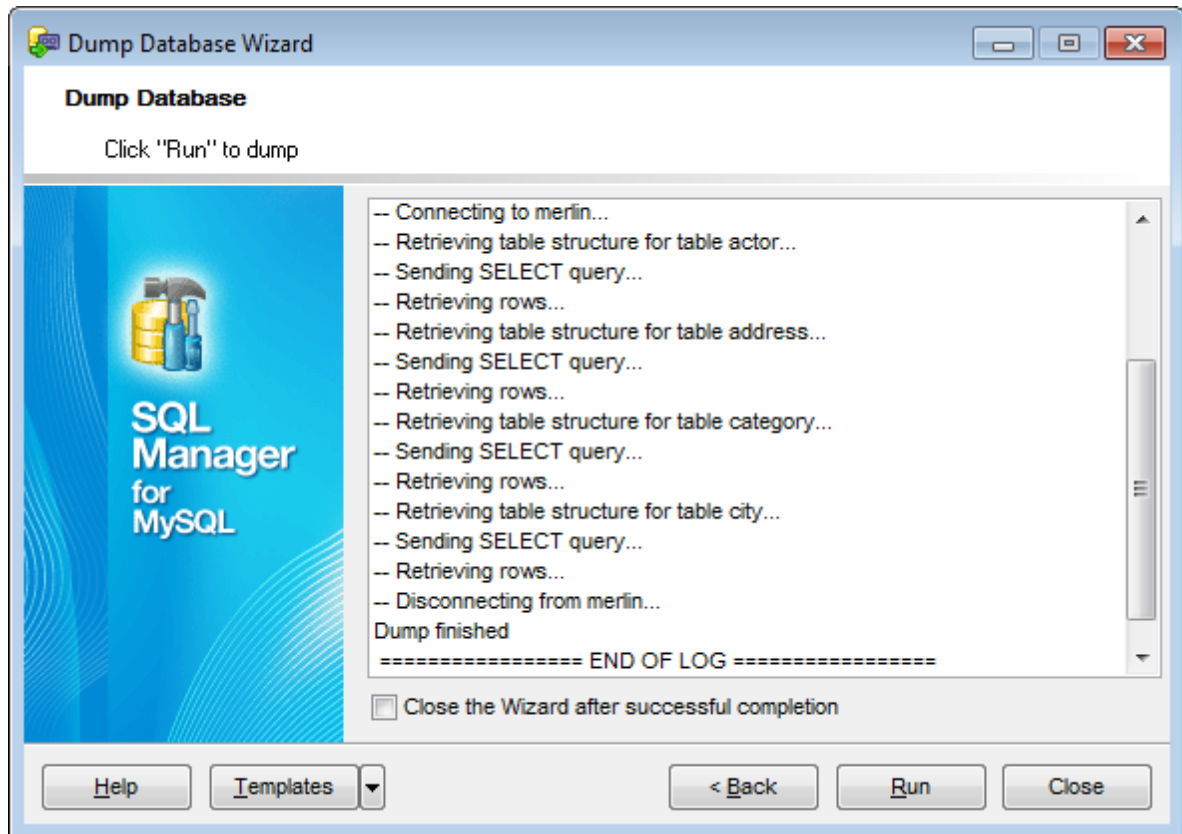 Dump Database Wizard
Dump Database
Click "Run" to dump
SQL
Manager
for
MySQL
-- Connecting to merlin...
-- Retrieving table structure for table actor...
-- Sending SELECT query...
-- Retrieving rows...
-- Retrieving table structure for table address...
-- Sending SELECT query...
-- Retrieving rows...
-- Retrieving table structure for table category...
-- Sending SELECT query...
-- Retrieving rows...
-- Retrieving table structure for table city...
-- Sending SELECT query...
-- Retrieving rows...
-- Disconnecting from merlin...
Dump finished
================= END OF LOG =================
Close the Wizard after successful completion
Help
Templates
< Back
Run
Close